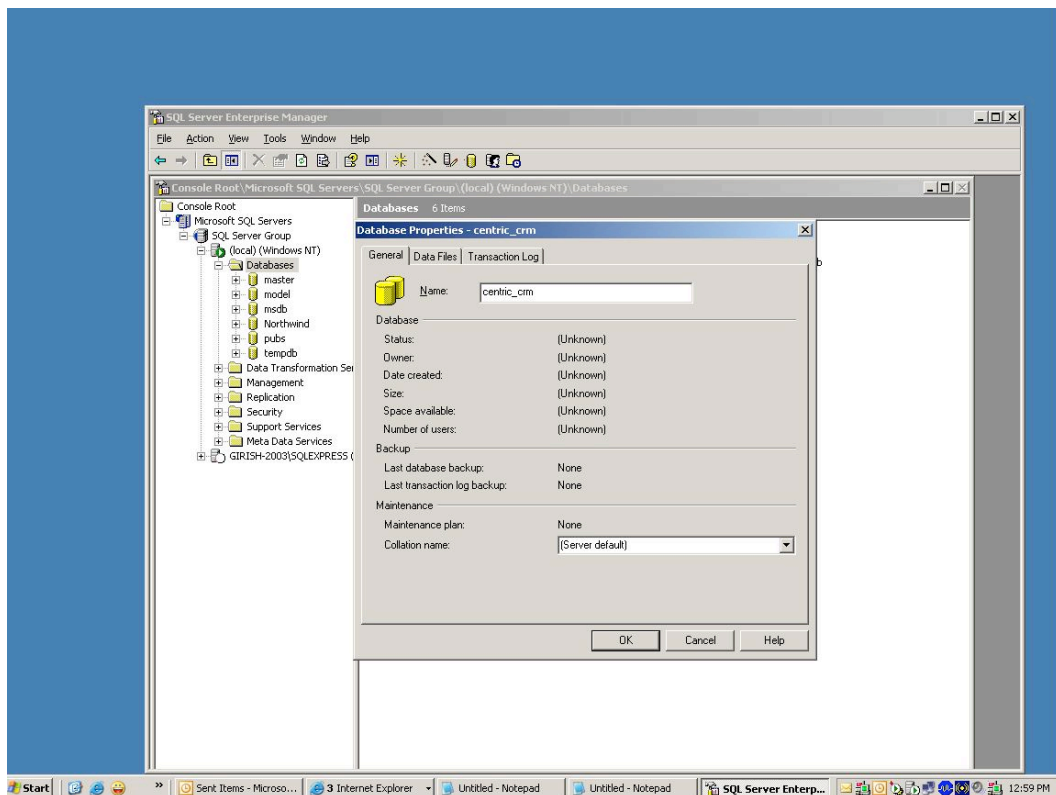 SQL Server Enterprise Manager
File Action View Tools Window Help
Console Root\Microsoft SQL Servers\SQL Server Group\(local) (Windows NT)\Databases
Console Root
Microsoft SQL Servers
SQL Server Group
(local) (Windows NT)
Databases
master
model
msdb
Northwind
pubs
tempdb
Data Transformation Ser
Management
Replication
Security
Support Services
Meta Data Services
GIRISH-2003\SQLEXPRESS (
Databases 6 Items
b
Database Properties - centric_crm
General Data Files Transaction Log
Name: centric_crm
Database
Status: (Unknown)
Owner: (Unknown)
Date created: (Unknown)
Size: (Unknown)
Space available: (Unknown)
Number of users: (Unknown)
Backup
Last database backup: None
Last transaction log backup: None
Maintenance
Maintenance plan: None
Collation name: (Server default)
OK Cancel Help
Start » Sent Items - Microso... 3 Internet Explorer Untitled - Notepad Untitled - Notepad SQL Server Enterp... 12:59 PM